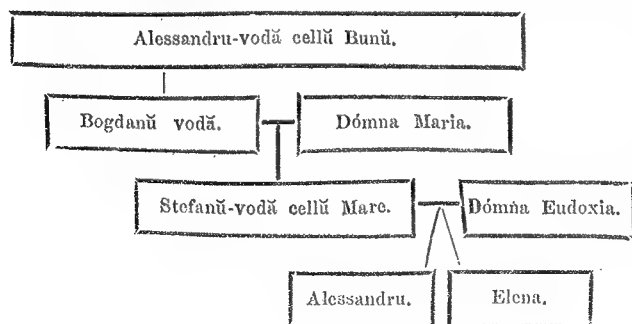 Alessandru-vodă cellŭ Bunŭ.
Bogdanŭ vodă.
Dómna Maria.
Stefanŭ-vodă cellŭ Mare.
Dómna Eudoxia.
Alessandru.
Elena.